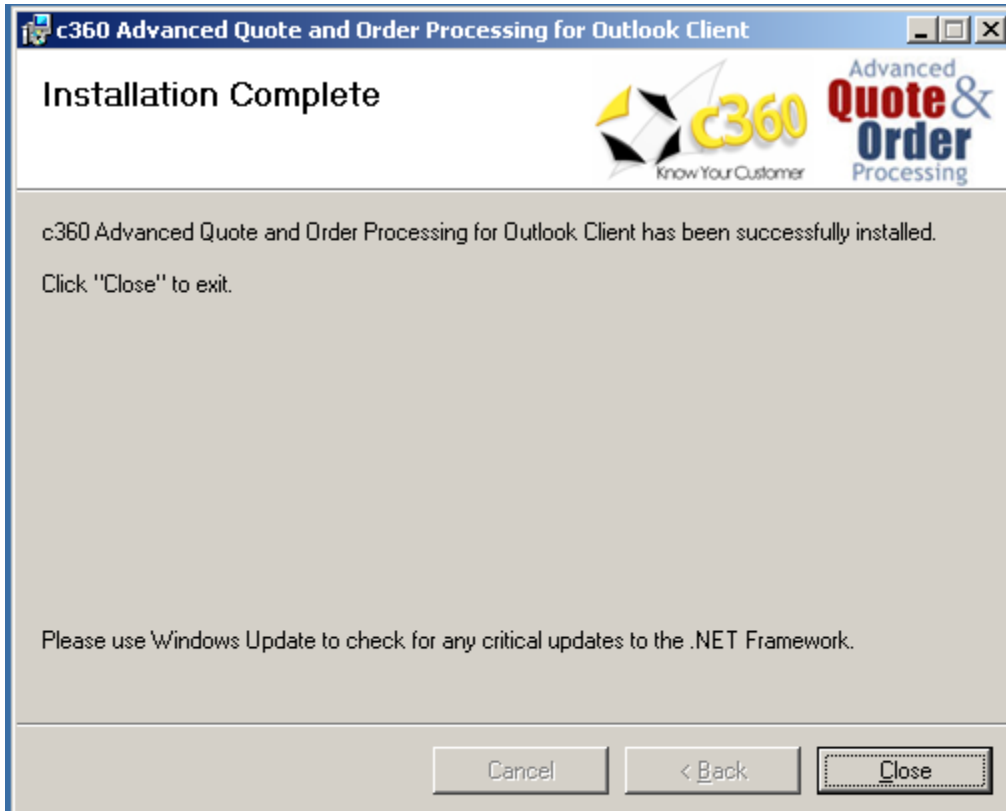 c360 Advanced Quote and Order Processing for Outlook Client
Installation Complete
c360
Know Your Customer
Advanced
Quote &
Order
Processing
c360 Advanced Quote and Order Processing for Outlook Client has been successfully installed.
Click "Close" to exit.
Please use Windows Update to check for any critical updates to the .NET Framework.
Cancel
< Back
Close